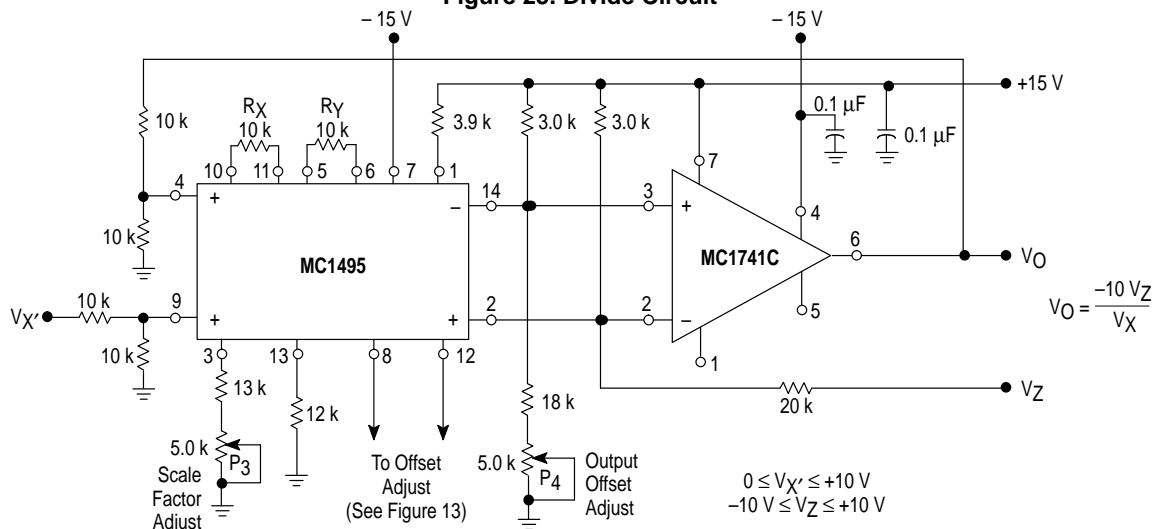 Figure 25. Divide Circuit
– 15 V
– 15 V
+15 V
10 k
RX
10 k
RY
10 k
3.9 k
3.0 k
3.0 k
0.1 µF
0.1 µF
10
11
5
6
7
1
7
4
4
+
–
14
3
+
10 k
MC1495
MC1741C
6
VO
VO = –10 VZ
VX
5
VX'
10 k
9
+
+
2
2
–
10 k
3
13
8
12
1
VZ
20 k
13 k
12 k
18 k
5.0 k
P3
Scale
Factor
Adjust
To Offset
Adjust
(See Figure 13)
5.0 k
P4
Output
Offset
Adjust
0 ≤ VX' ≤ +10 V
–10 V ≤ VZ ≤ +10 V